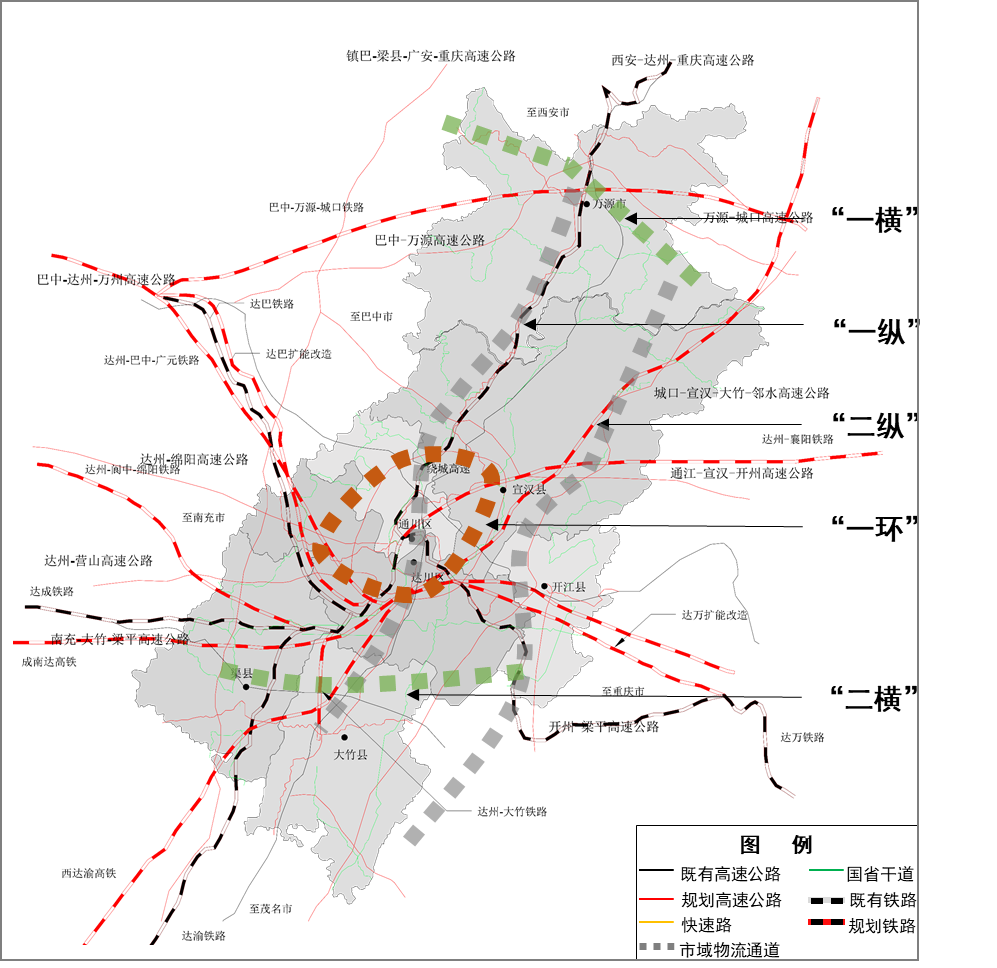 镇巴-梁县-广安-重庆高速公路
西安-达州-重庆高速公路
至西安市
巴中-万源-城口铁路
万源市
万源-城口高速公路
“一横”
巴中-万源高速公路
巴中-达州-万州高速公路
达巴铁路
至巴中市
“一纵”
达巴扩能改造
达州-巴中-广元铁路
城口-宣汉-大竹-邻水高速公路
“二纵”
达州-襄阳铁路
达州-绵阳高速公路
达州-阆中-绵阳铁路
绕城高速
通江-宣汉-开州高速公路
宣汉县
至南充市
通川区
“一环”
达州-营山高速公路
达川区
开江县
达成铁路
达万扩能改造
南充-大竹-梁平高速公路
成南达高铁
渠县
至重庆市
“二横”
开州-梁平高速公路
达万铁路
大竹县
达州-大竹铁路
西达渝高铁
至茂名市
达渝铁路
图 例
既有高速公路
国省干道
规划高速公路
既有铁路
快速路
规划铁路
市域物流通道